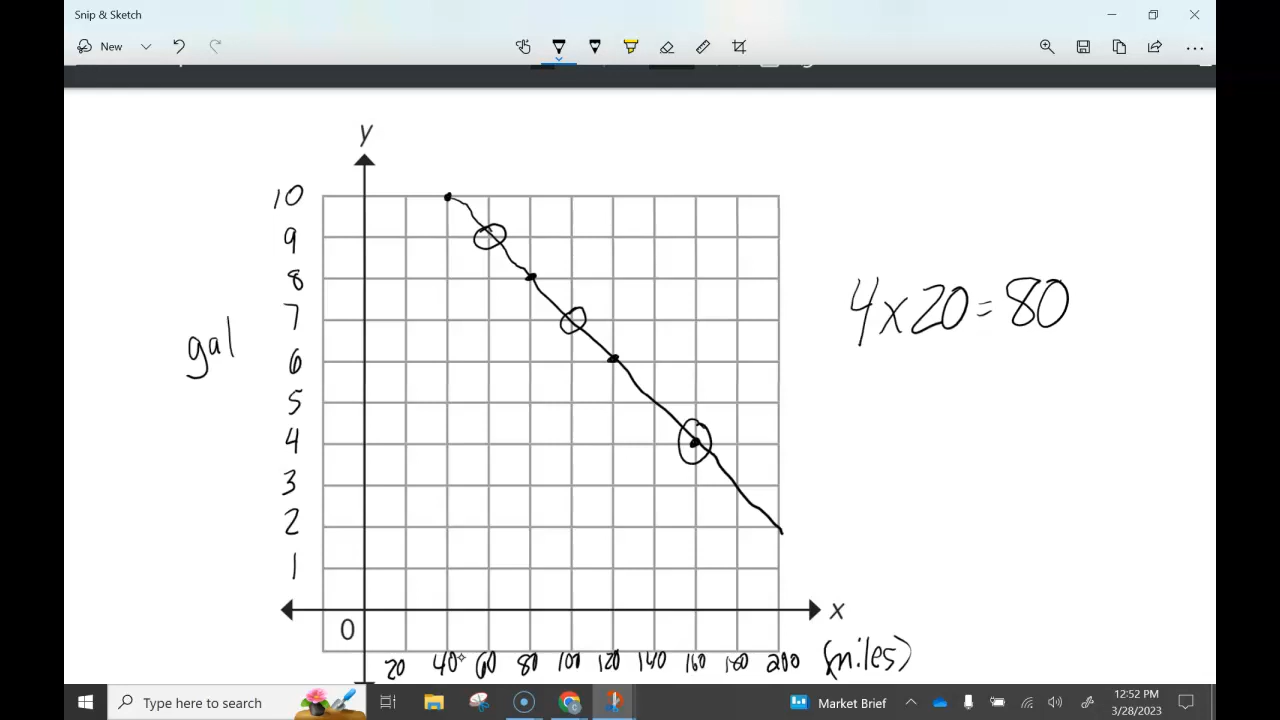 Snip & Sketch
New
y
10
9
8
7
6
5
4
3
2
1
gal
4x20=80
x
0
20 40 60 80 100 120 140 160 180 200 (miles)
Type here to search
Market Brief
12:52 PM
3/28/2023